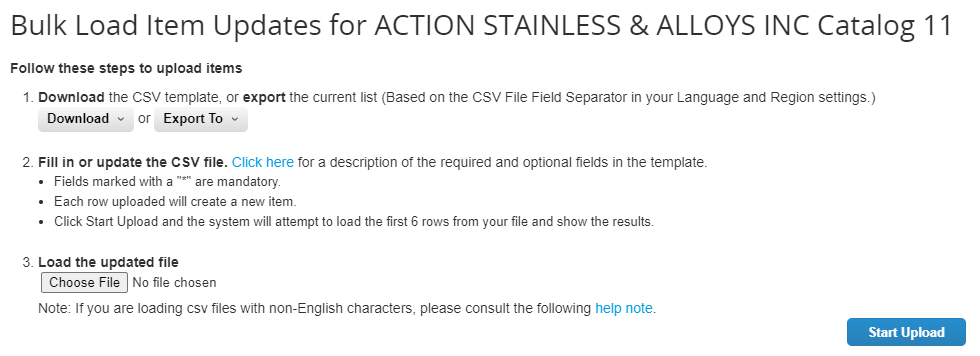 Bulk Load Item Updates for ACTION STAINLESS & ALLOYS INC Catalog 11
Follow these steps to upload items
1. Download the CSV template, or export the current list (Based on the CSV File Field Separator in your Language and Region settings.)
Download or Export To
2. Fill in or update the CSV file. Click here for a description of the required and optional fields in the template.
• Fields marked with a "*" are mandatory.
• Each row uploaded will create a new item.
• Click Start Upload and the system will attempt to load the first 6 rows from your file and show the results.
3. Load the updated file
Choose File No file chosen
Note: If you are loading csv files with non-English characters, please consult the following help note.
Start Upload